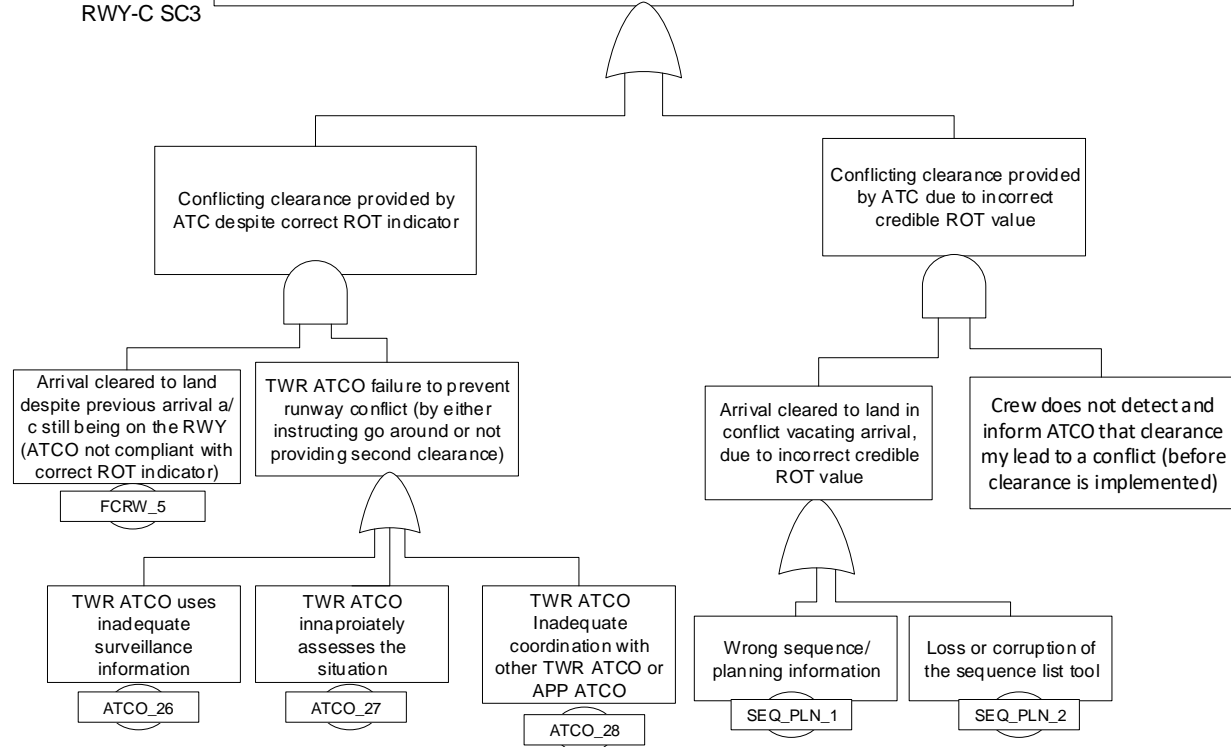 RWY-C SC3
Conflicting clearance provided by
ATC despite correct ROT indicator
Conflicting clearance provided
by ATC due to incorrect
credible ROT value
Arrival cleared to land
despite previous arrival a/
c still being on the RWY
(ATCO not compliant with
correct ROT indicator)
FCRW_5
TWR ATCO failure to prevent
runway conflict (by either
instructing go around or not
providing second clearance)
Arrival cleared to land in
conflict vacating arrival,
due to incorrect credible
ROT value
Crew does not detect and
inform ATCO that clearance
my lead to a conflict (before
clearance is implemented)
TWR ATCO uses
inadequate
surveillance
information
ATCO_26
TWR ATCO
innaproiately
assesses the
situation
ATCO_27
TWR ATCO
Inadequate
coordination with
other TWR ATCO or
APP ATCO
ATCO_28
Wrong sequence/
planning information
SEQ_PLN_1
Loss or corruption of
the sequence list tool
SEQ_PLN_2